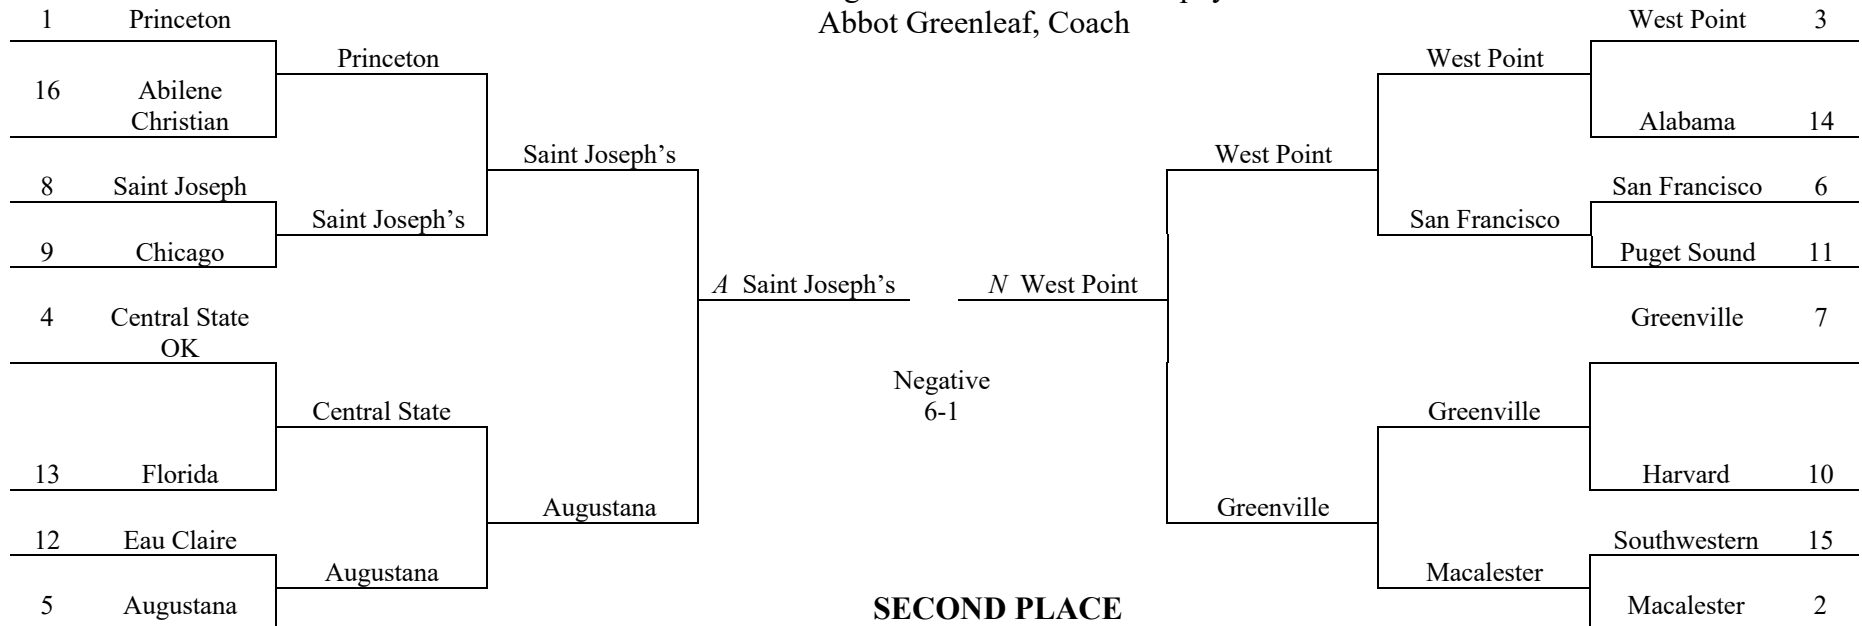 Abbot Greenleaf, Coach
1 Princeton
Princeton
16 Abilene
Christian
Saint Joseph’s
8 Saint Joseph
Saint Joseph’s
9 Chicago
A Saint Joseph’s
4 Central State
OK
Central State
13 Florida
Augustana
12 Eau Claire
Augustana
5 Augustana
N West Point
Negative
6-1
SECOND PLACE
West Point 3
West Point
Alabama 14
West Point
San Francisco 6
San Francisco
Puget Sound 11
Greenville 7
Greenville
Harvard 10
Greenville
Southwestern 15
Macalester
Macalester 2